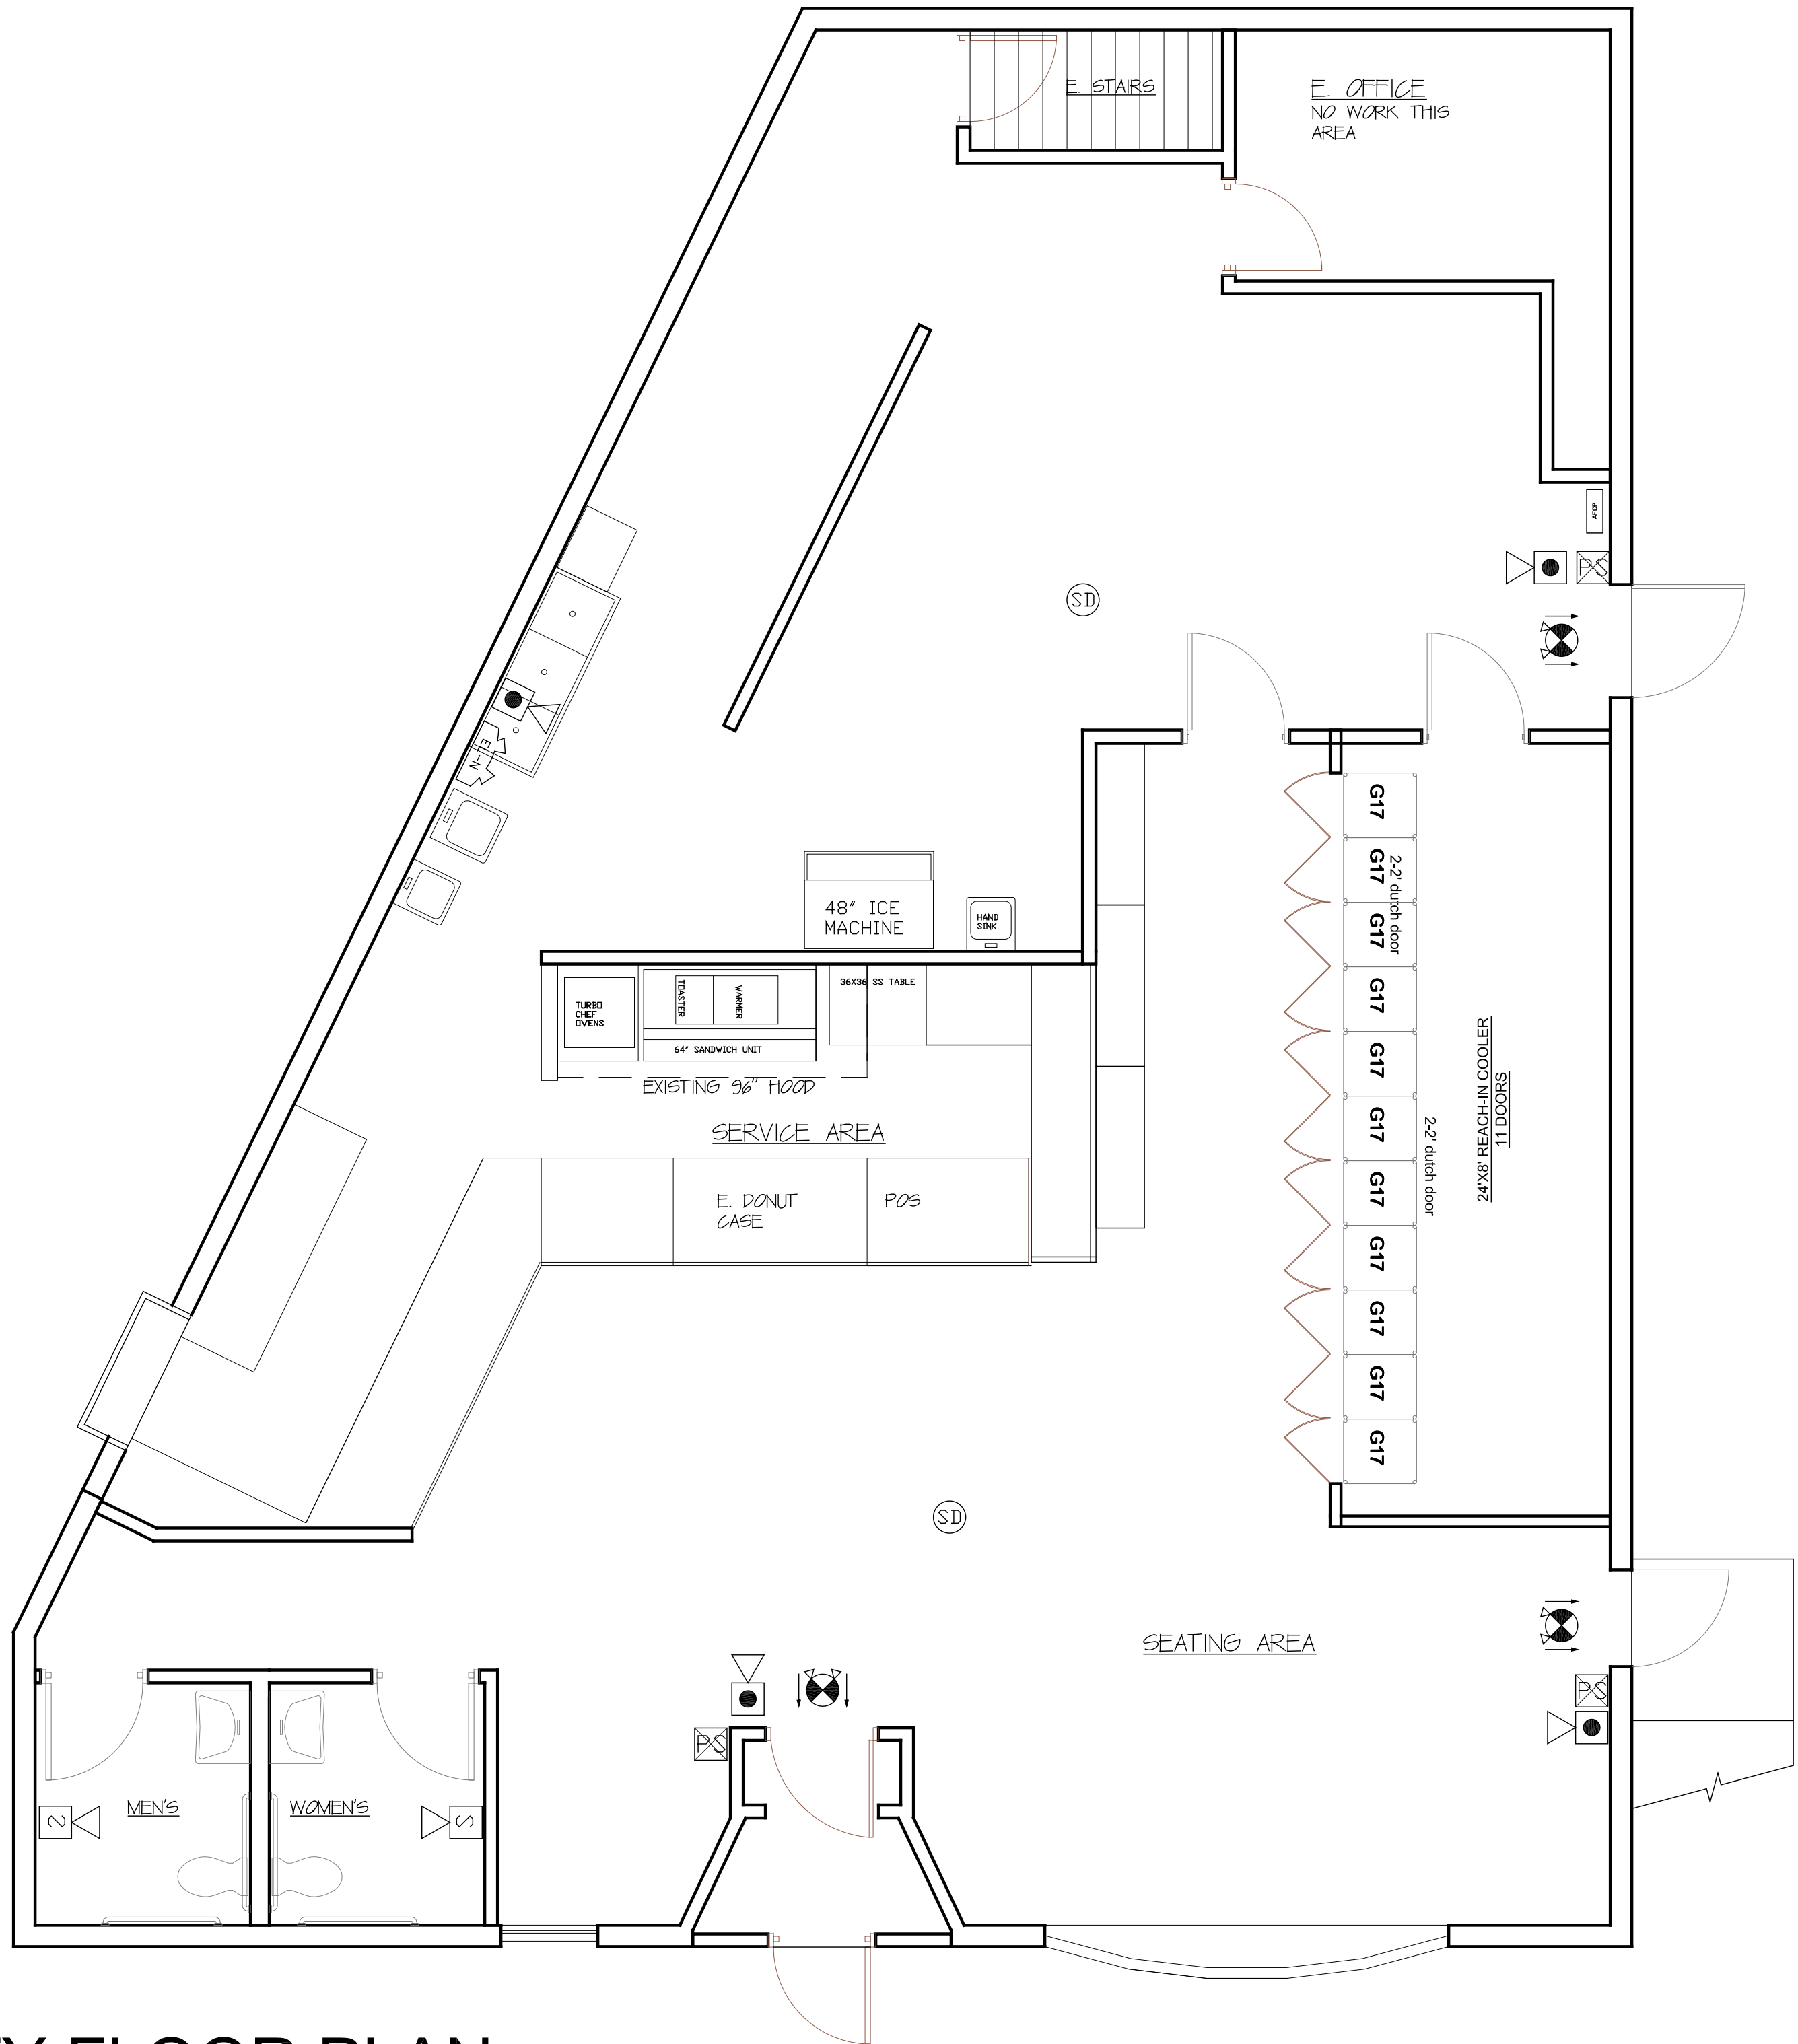 E. STAIRS
E. OFFICE
NO WORK THIS
AREA
PS
SD
48" ICE
MACHINE
HAND
SINK
G17
G17
G17
G17
G17
G17
G17
G17
G17
G17
G17
2-2' dutch door
2-2' dutch door
24'X8' REACH-IN COOLER
11 DOORS
TURBO
CHEF
OVENS
TOASTER
WARMER
64" SANDWICH UNIT
36X36 SS TABLE
EXISTING 96" HOOD
SERVICE AREA
E. DONUT
CASE
POS
SD
SEATING AREA
PS
PS
MEN'S
WOMEN'S
S
S
FLOOR PLAN